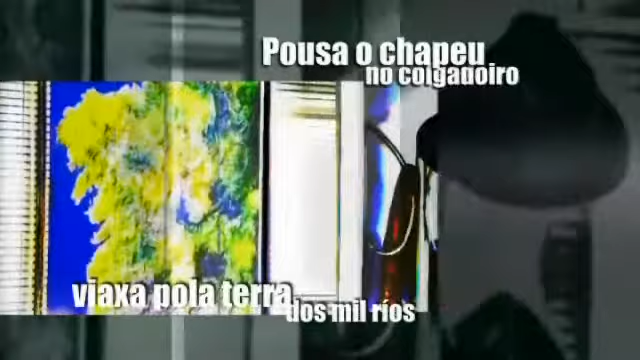 Pousa o chapeu
no colgadoiro
viaxa pola terra
dos mil ríos